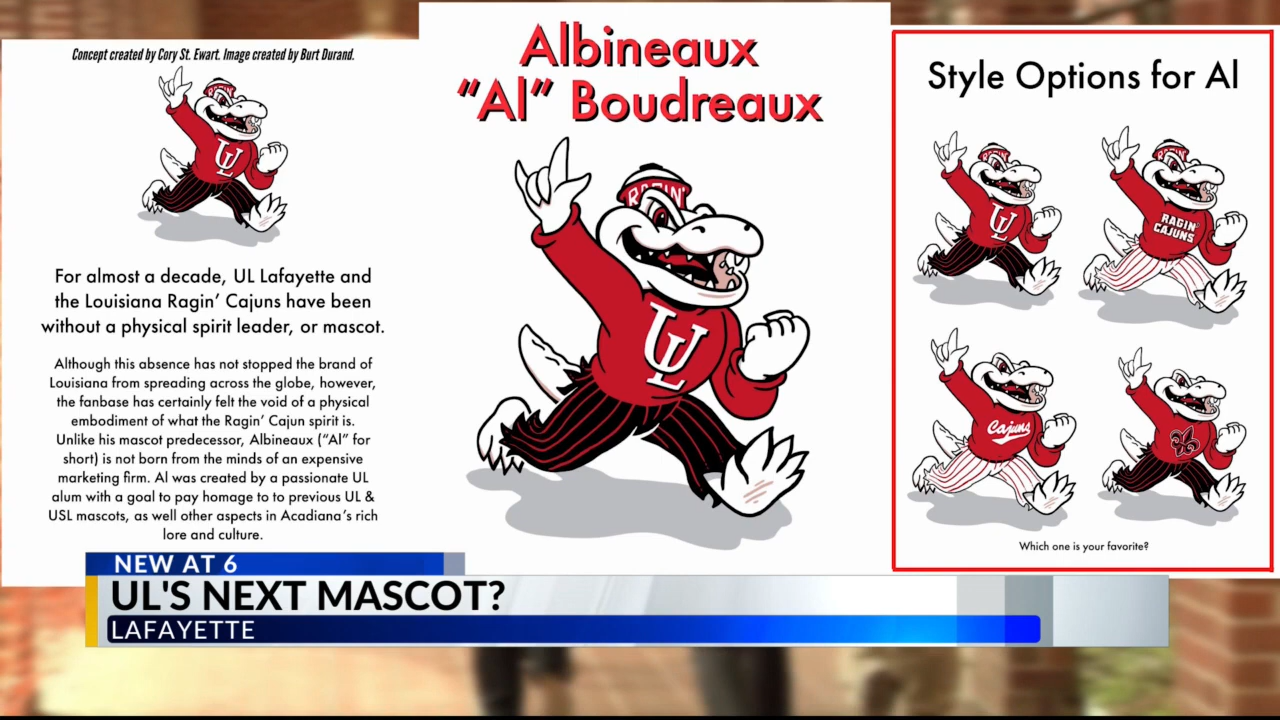 Concept created by Cory St. Ewart. Image created by Burt Durand.
UL
For almost a decade, UL Lafayette and
the Louisiana Ragin' Cajuns have been
without a physical spirit leader, or mascot.
Although this absence has not stopped the brand of
Louisiana from spreading across the globe, however,
the fanbase has certainly felt the void of a physical
embodiment of what the Ragin' Cajun spirit is.
Unlike his mascot predecessor, Albineaux ("Al" for
short) is not born from the minds of an expensive
marketing firm. Al was created by a passionate UL
alum with a goal to pay homage to to previous UL &
USL mascots, as well other aspects in Acadiana's rich
lore and culture.
Albineaux
"Al" Boudreaux
RAGIN'
UL
Style Options for Al
RAGIN'
UL
RAGIN'
RAGIN'
CAJUNS
Cajuns
Which one is your favorite?
NEW AT 6
UL'S NEXT MASCOT?
LAFAYETTE